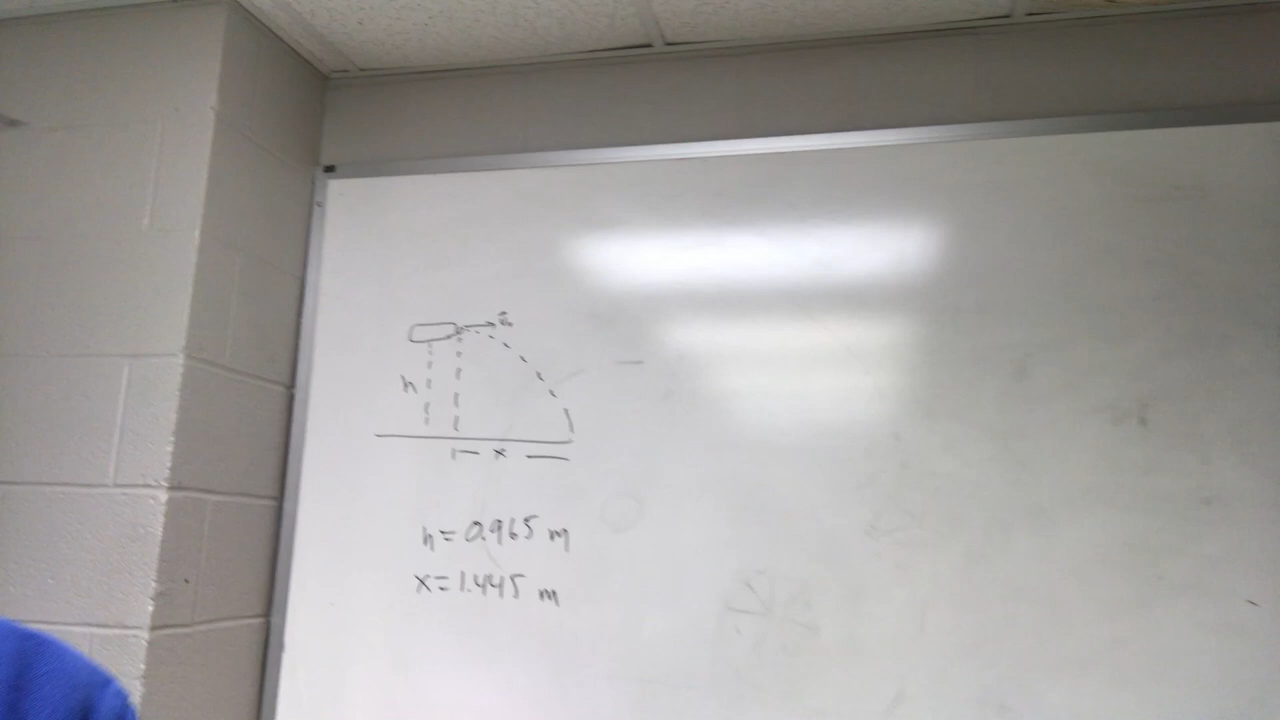 h
x
h = 0.965 m
x = 1.445 m